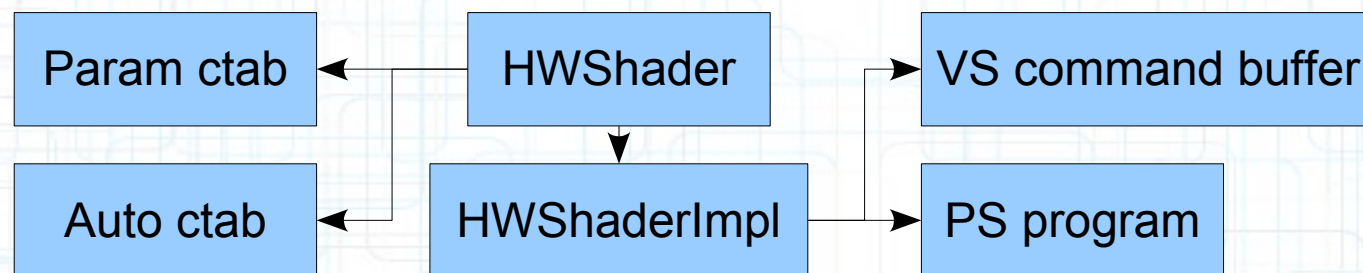 Param ctab
HWShader
VS command buffer
Auto ctab
HWShaderImpl
PS program